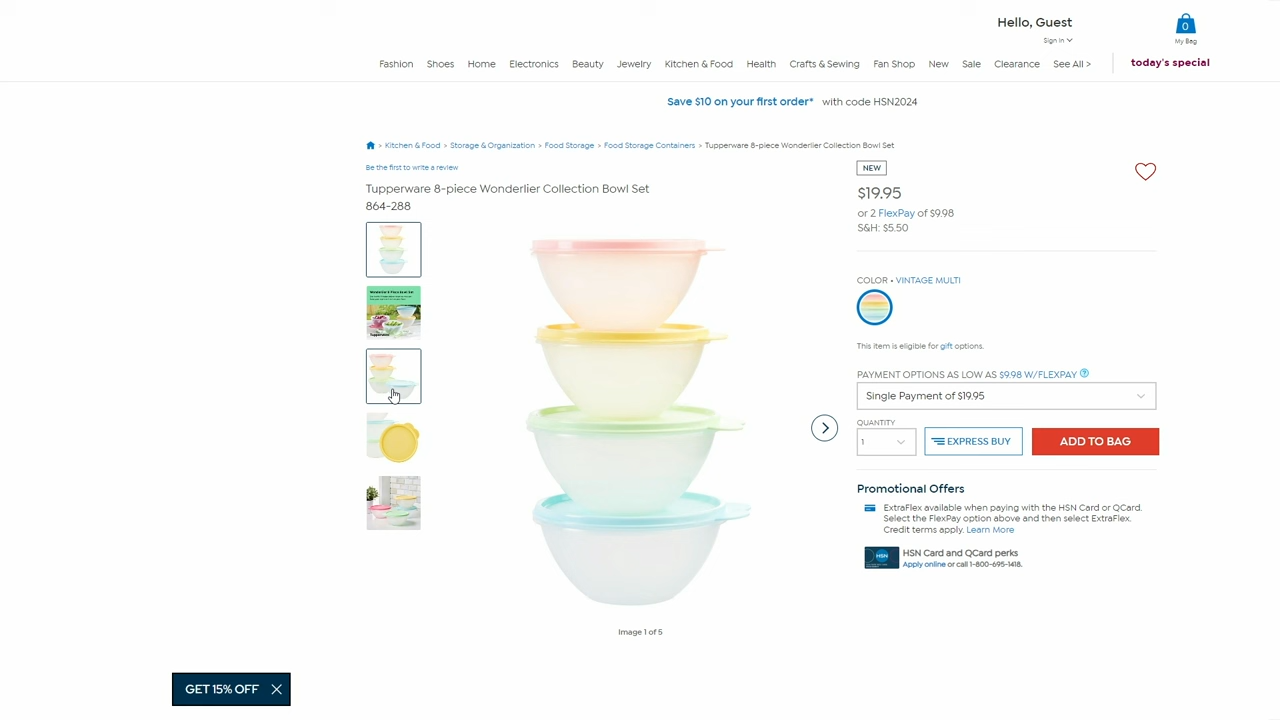 Hello, Guest
Sign In
0
My Bag
Fashion Shoes Home Electronics Beauty Jewelry Kitchen & Food Health Crafts & Sewing Fan Shop New Sale Clearance See All > today's special
Save $10 on your first order* with code HSN2024
> Kitchen & Food > Storage & Organization > Food Storage > Food Storage Containers > Tupperware 8-piece Wonderlier Collection Bowl Set
Be the first to write a review
Tupperware 8-piece Wonderlier Collection Bowl Set
864-288
Image 1 of 5
NEW
$19.95
or 2 FlexPay of $9.98
S&H: $5.50
COLOR • VINTAGE MULTI
This item is eligible for gift options.
PAYMENT OPTIONS AS LOW AS $9.98 W/FLEXPAY ?
Single Payment of $19.95
QUANTITY
1 EXPRESS BUY ADD TO BAG
Promotional Offers
ExtraFlex available when paying with the HSN Card or QCard.
Select the FlexPay option above and then select ExtraFlex.
Credit terms apply. Learn More
HSN
HSN Card and QCard perks
Apply online or call 1-800-695-1418.
GET 15% OFF